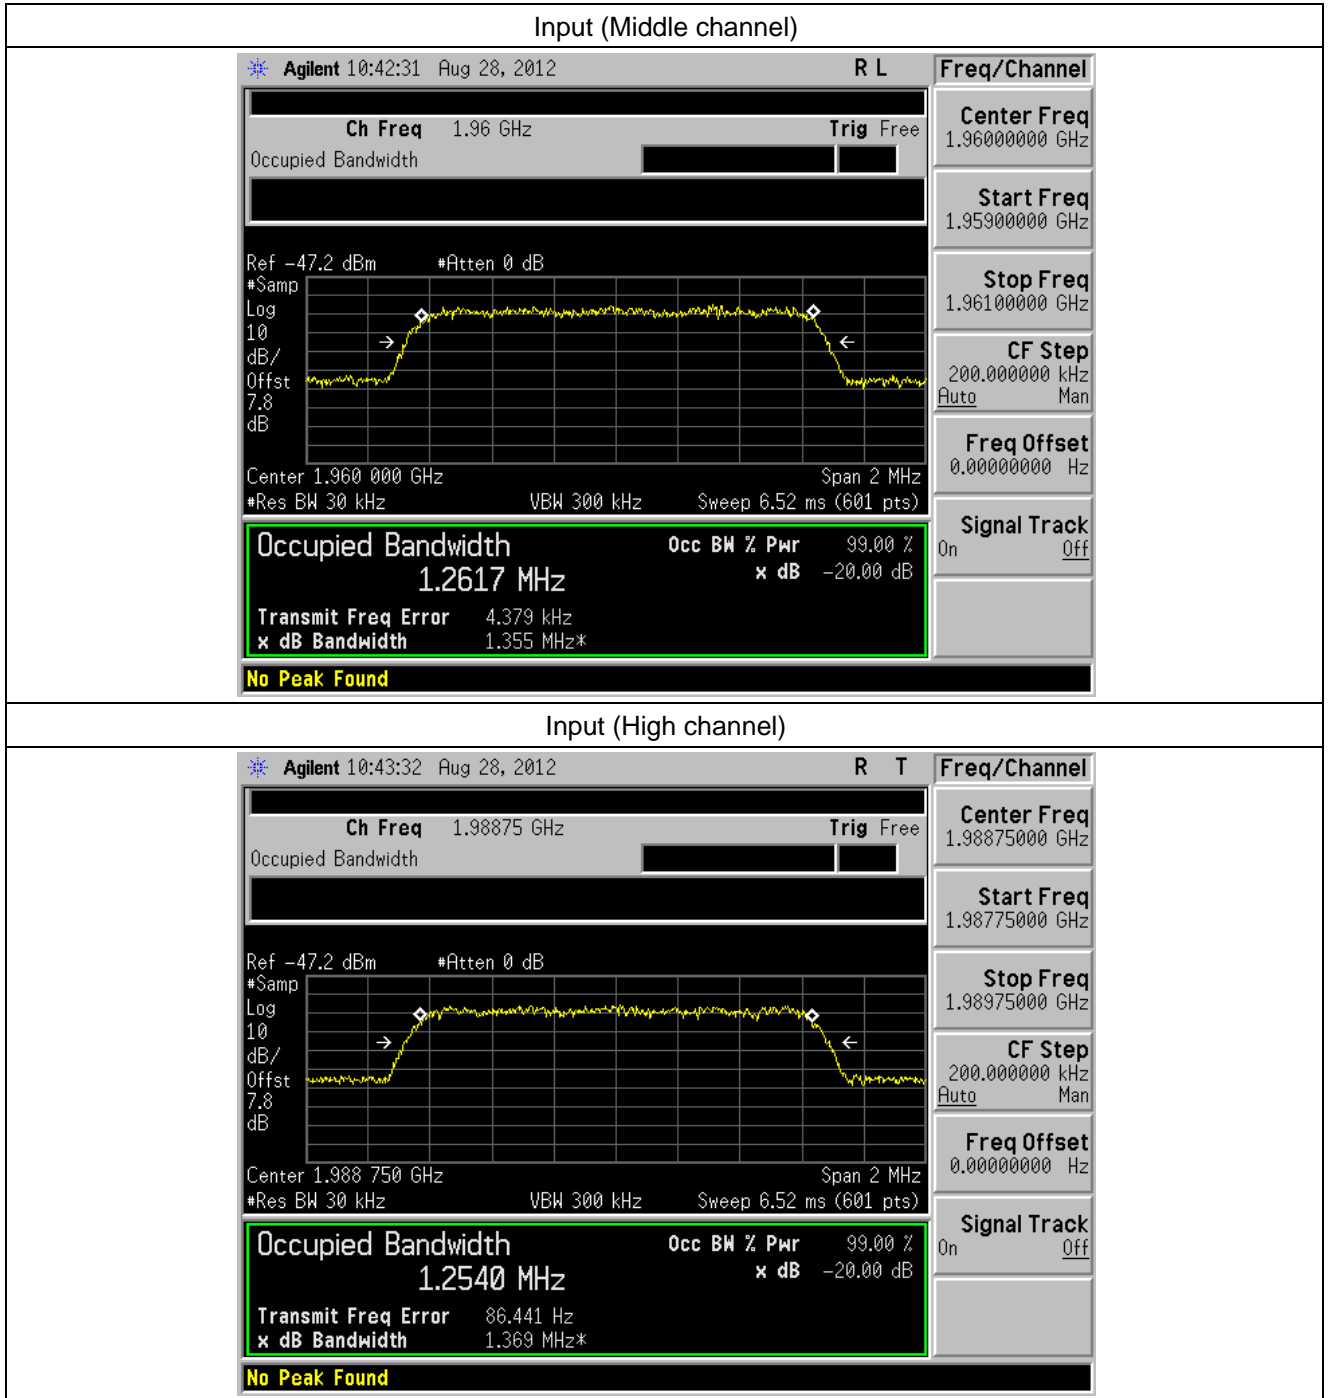 Input (Middle channel)
Agilent 10:42:31 Aug 28, 2012 R L Freq/Channel
Ch Freq 1.96 GHz Trig Free
Occupied Bandwidth
Center Freq
1.96000000 GHz
Start Freq
1.95900000 GHz
Stop Freq
1.96100000 GHz
CF Step
200.000000 kHz
Auto Man
Freq Offset
0.00000000 Hz
Signal Track
On Off
Ref -47.2 dBm #Atten 0 dB
#Samp
Log
10
dB/
Offst
7.8
dB
Center 1.960 000 GHz Span 2 MHz
#Res BW 30 kHz VBW 300 kHz Sweep 6.52 ms (601 pts)
Occupied Bandwidth Occ BW % Pwr 99.00 %
1.2617 MHz x dB -20.00 dB
Transmit Freq Error 4.379 kHz
x dB Bandwidth 1.355 MHz*
No Peak Found
Input (High channel)
Agilent 10:43:32 Aug 28, 2012 R T Freq/Channel
Ch Freq 1.98875 GHz Trig Free
Occupied Bandwidth
Center Freq
1.98875000 GHz
Start Freq
1.98775000 GHz
Stop Freq
1.98975000 GHz
CF Step
200.000000 kHz
Auto Man
Freq Offset
0.00000000 Hz
Signal Track
On Off
Ref -47.2 dBm #Atten 0 dB
#Samp
Log
10
dB/
Offst
7.8
dB
Center 1.988 750 GHz Span 2 MHz
#Res BW 30 kHz VBW 300 kHz Sweep 6.52 ms (601 pts)
Occupied Bandwidth Occ BW % Pwr 99.00 %
1.2540 MHz x dB -20.00 dB
Transmit Freq Error 86.441 Hz
x dB Bandwidth 1.369 MHz*
No Peak Found